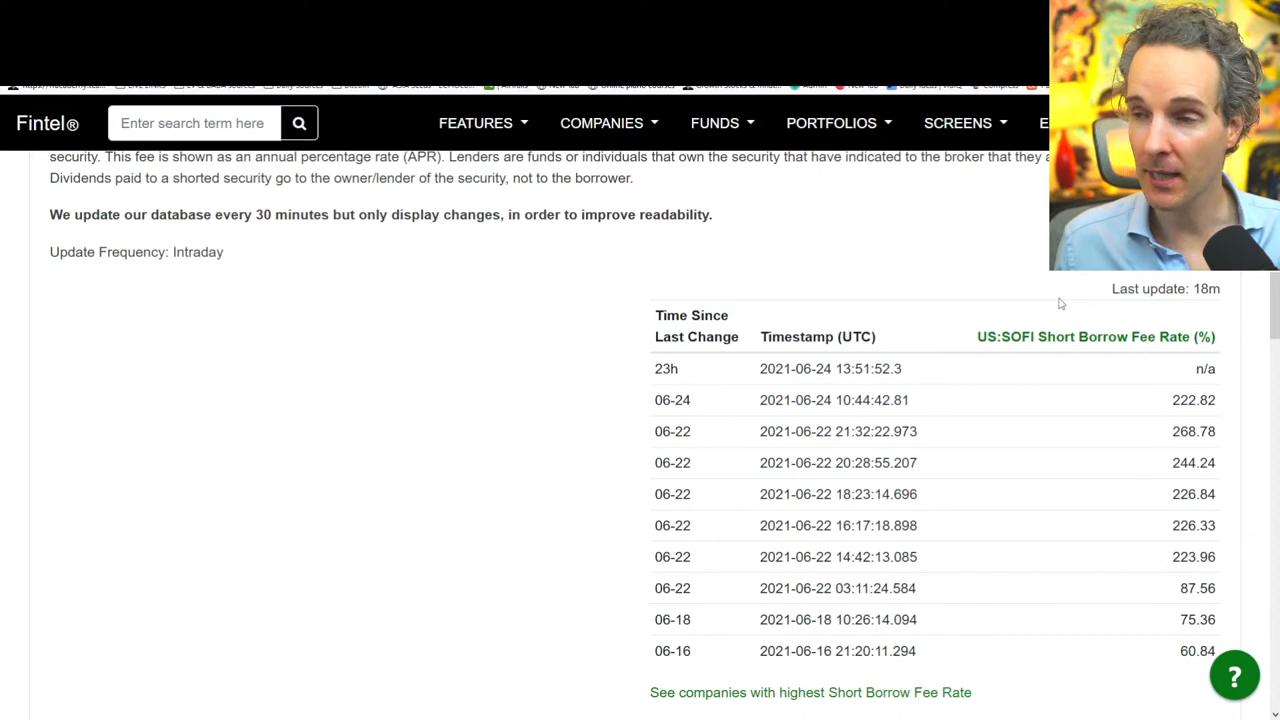 Fintel®
Enter search term here
FEATURES
COMPANIES
FUNDS
PORTFOLIOS
SCREENS
E
security. This fee is shown as an annual percentage rate (APR). Lenders are funds or individuals that own the security that have indicated to the broker that they a
Dividends paid to a shorted security go to the owner/lender of the security, not to the borrower.
We update our database every 30 minutes but only display changes, in order to improve readability.
Update Frequency: Intraday
Last update: 18m
Time Since Last Change Timestamp (UTC) US:SOFI Short Borrow Fee Rate (%)
23h 2021-06-24 13:51:52.3 n/a
06-24 2021-06-24 10:44:42.81 222.82
06-22 2021-06-22 21:32:22.973 268.78
06-22 2021-06-22 20:28:55.207 244.24
06-22 2021-06-22 18:23:14.696 226.84
06-22 2021-06-22 16:17:18.898 226.33
06-22 2021-06-22 14:42:13.085 223.96
06-22 2021-06-22 03:11:24.584 87.56
06-18 2021-06-18 10:26:14.094 75.36
06-16 2021-06-16 21:20:11.294 60.84
See companies with highest Short Borrow Fee Rate
?